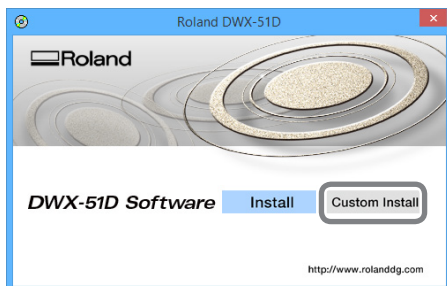 Roland DWX-51D
Roland
DWX-51D Software Install Custom Install
http://www.rolanddg.com